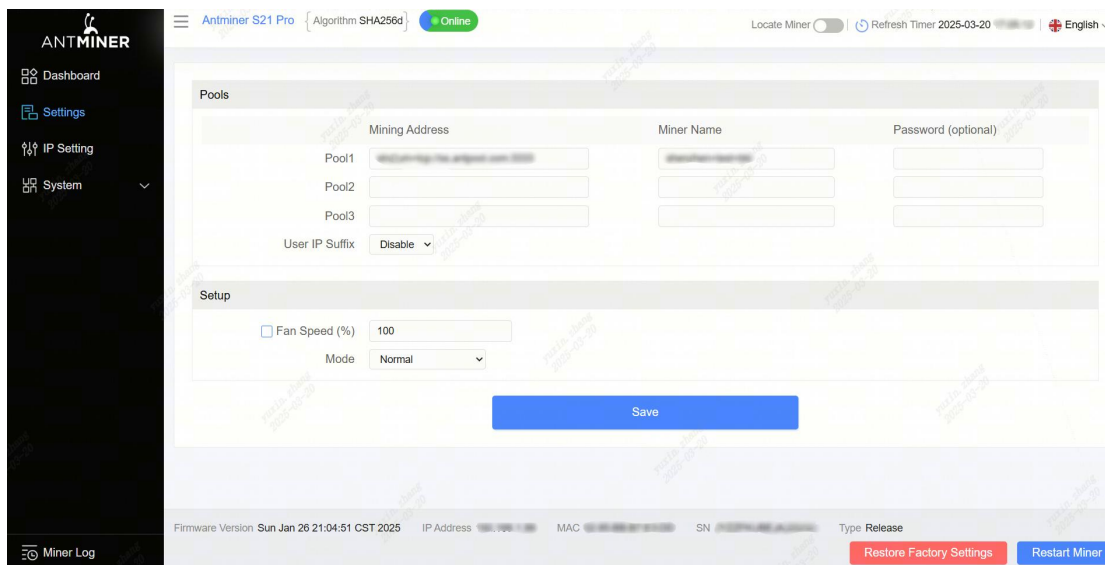 ANTMINER
Antminer S21 Pro {Algorithm SHA256d} Online
Locate Miner Refresh Timer 2025-03-20 English
Dashboard
Settings
IP Setting
System
Pools
Mining Address Miner Name Password (optional)
Pool1
Pool2
Pool3
User IP Suffix Disable
Setup
Fan Speed (%) 100
Mode Normal
Save
Firmware Version Sun Jan 26 21:04:51 CST 2025 IP Address MAC SN Type Release
Miner Log
Restore Factory Settings Restart Miner